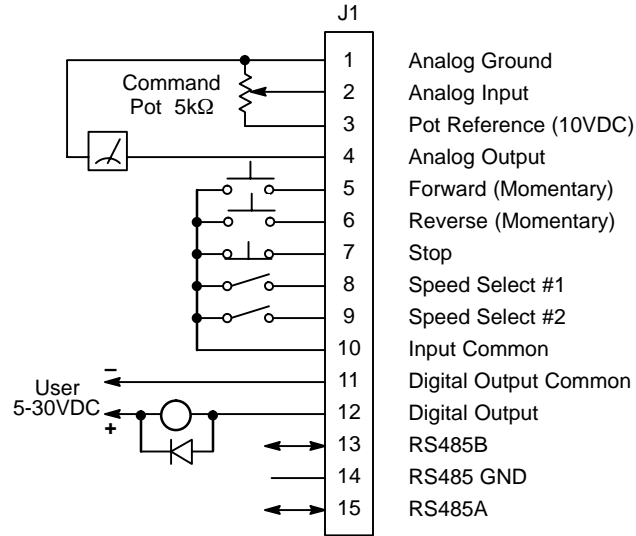 J1
1 Analog Ground
Command
Pot 5kΩ
2 Analog Input
3 Pot Reference (10VDC)
4 Analog Output
5 Forward (Momentary)
6 Reverse (Momentary)
7 Stop
8 Speed Select #1
9 Speed Select #2
10 Input Common
− 11 Digital Output Common
User
5-30VDC
+
12 Digital Output
13 RS485B
14 RS485 GND
15 RS485A